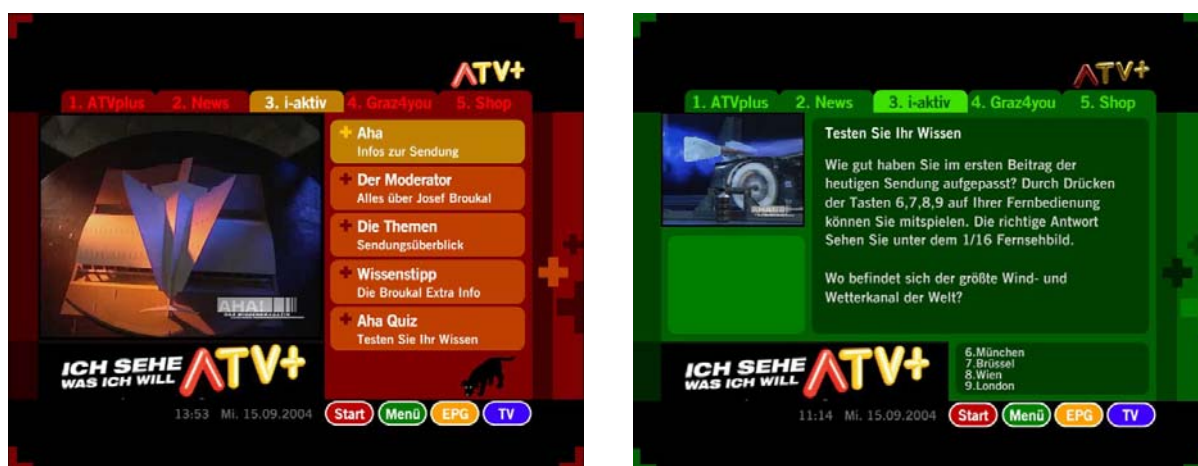 ATV+
1. ATVplus 2. News 3. i-aktiv 4. Graz4you 5. Shop
Aha
Infos zur Sendung
Der Moderator
Alles über Josef Broukal
Die Themen
Sendungsüberblick
Wissenstipp
Die Broukal Extra Info
Aha Quiz
Testen Sie Ihr Wissen
AHA!
ICH SEHE
WAS ICH WILL
ATV+
13:53 Mi. 15.09.2004 Start Menü EPG TV
ATV+
1. ATVplus 2. News 3. i-aktiv 4. Graz4you 5. Shop
Testen Sie Ihr Wissen
Wie gut haben Sie im ersten Beitrag der
heutigen Sendung aufgepasst? Durch Drücken
der Tasten 6,7,8,9 auf Ihrer Fernbedienung
können Sie mitspielen. Die richtige Antwort
Sehen Sie unter dem 1/16 Fernsehbild.
Wo befindet sich der größte Wind- und
Wetterkanal der Welt?
AHA!
ICH SEHE
WAS ICH WILL
ATV+
6.München
7.Brüssel
8.Wien
9.London
11:14 Mi. 15.09.2004 Start Menü EPG TV